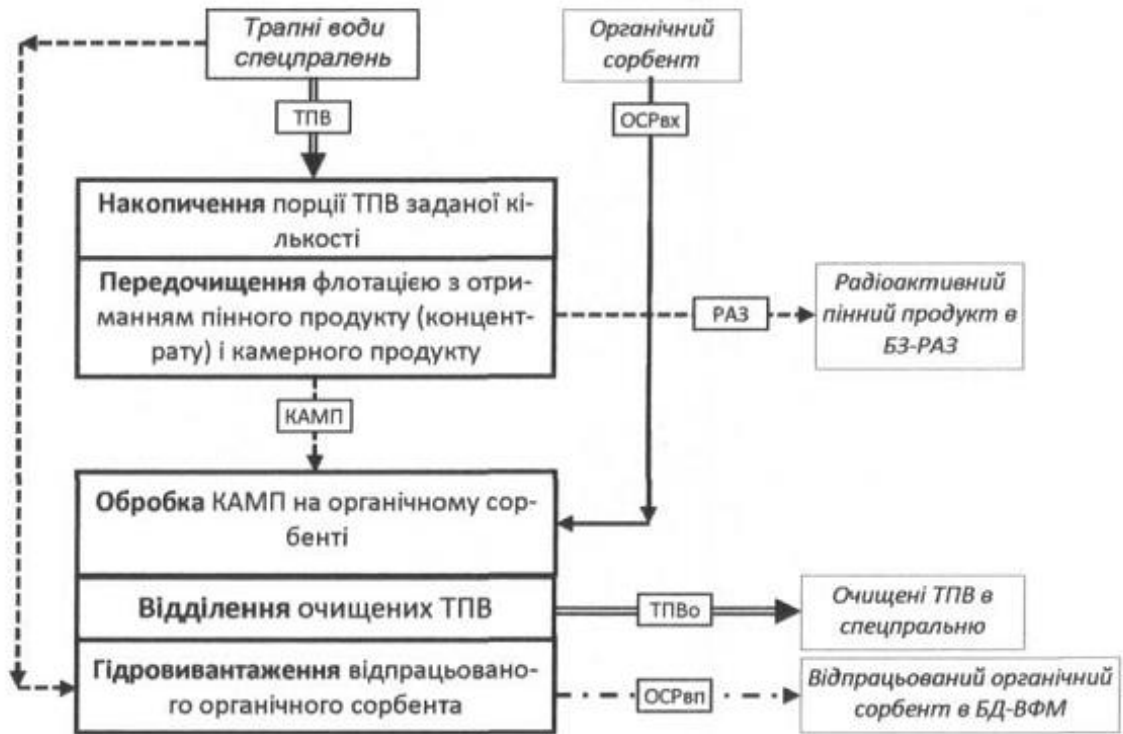 Трапні води
спецпралень
Органічний
сорбент
ТПВ
ОСРвх
Накопичення порції ТПВ заданої кі-
лькості
Передочищення флотацією з отри-
манням пінного продукту (концент-
рату) і камерного продукту
РАЗ
Радіоактивний
пінний продукт в
БЗ-РАЗ
КАМП
Обробка КАМП на органічному сор-
бенті
Відділення очищених ТПВ
ТПВо
Очищені ТПВ в
спецпральню
Гідровивантаження відпрацьовано-
го органічного сорбента
ОСРвп
Відпрацьований органічний
сорбент в БД-ВФМ